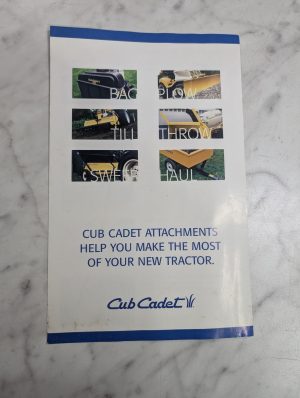 BAG PLOW
TILL THROW
SWEEP HAUL
CUB CADET ATTACHMENTS
HELP YOU MAKE THE MOST
OF YOUR NEW TRACTOR.
Cub Cadet